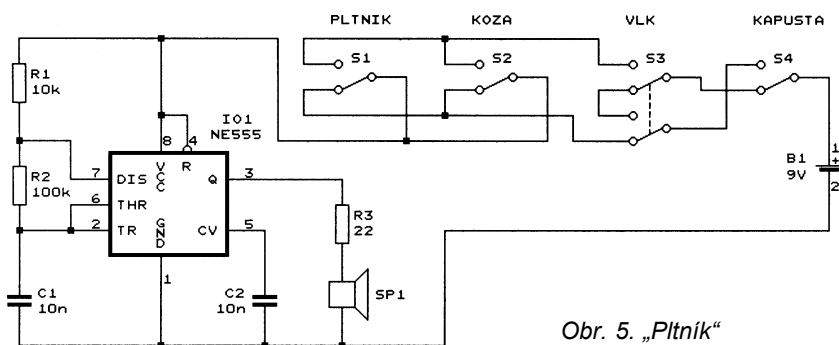 PLTNIK KOZA VLK KAPUSTA
S1 S2 S3 S4
R1
10k
IO1
NE555
8 4
B1
9V
1
+
2
R2
100k
7 DIS VCC R Q 3
6 THR
2 TR GND CV 5
R3
22
1
C1
10n
C2
10n
SP1
Obr. 5. „Pltník“